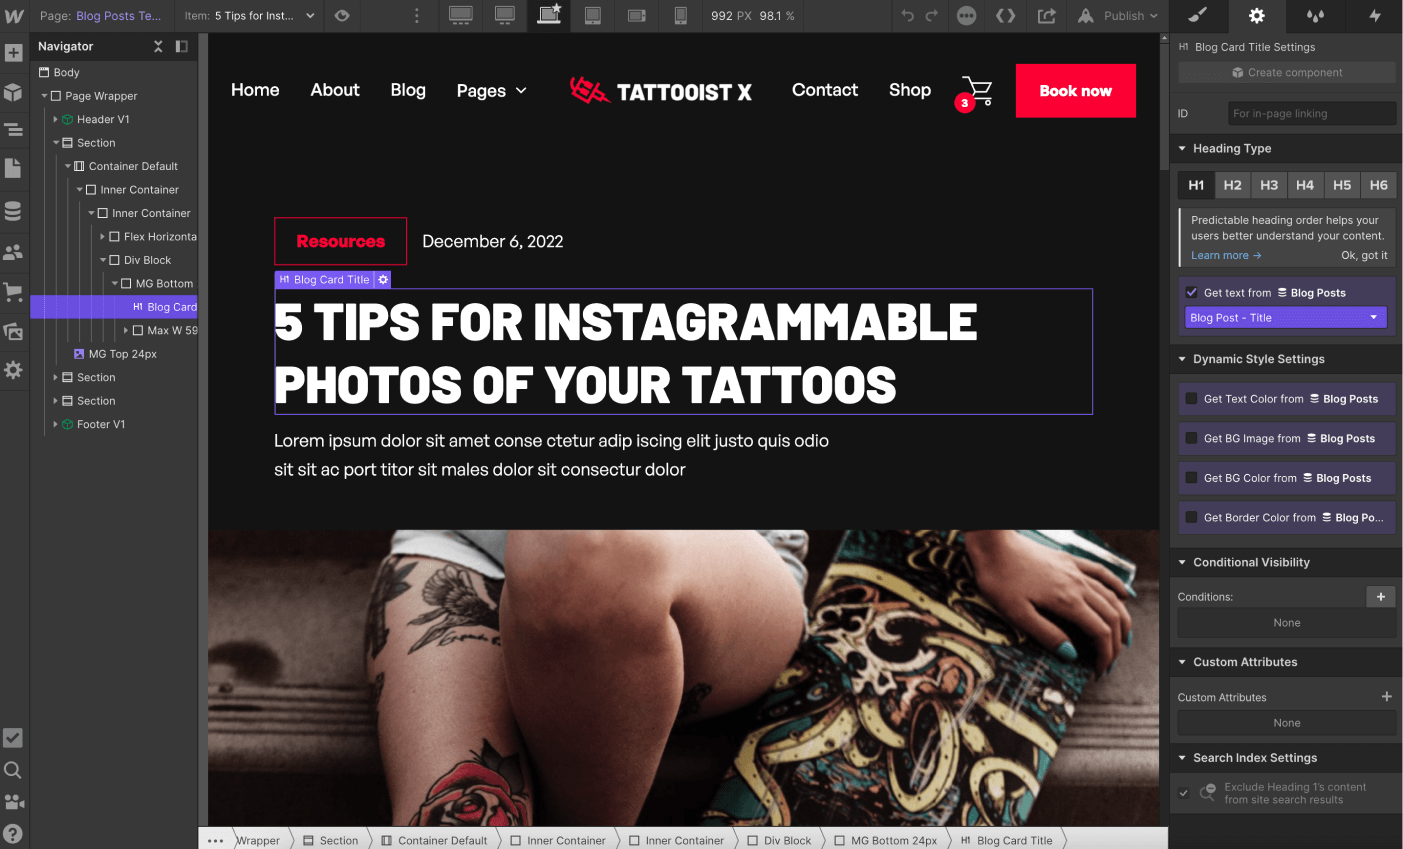 Page: Blog Posts Te...
Item: 5 Tips for Inst...
992 PX 98.1 %
Publish
Navigator
Body
Page Wrapper
Header V1
Section
Container Default
Inner Container
Inner Container
Flex Horizonta
Div Block
MG Bottom
H1 Blog Card
Max W 59
MG Top 24px
Section
Section
Footer V1
Home About Blog Pages TATTOOIST X Contact Shop 3 Book now
Resources December 6, 2022
H1 Blog Card Title
5 TIPS FOR INSTAGRAMMABLE
PHOTOS OF YOUR TATTOOS
Lorem ipsum dolor sit amet conse ctetur adip iscing elit justo quis odio
sit sit ac port titor sit males dolor sit consectur dolor
... Wrapper Section Container Default Inner Container Inner Container Div Block MG Bottom 24px H1 Blog Card Title
H1 Blog Card Title Settings
Create component
ID For in-page linking
Heading Type
H1 H2 H3 H4 H5 H6
Predictable heading order helps your
users better understand your content.
Learn more → Ok, got it
Get text from Blog Posts
Blog Post - Title
Dynamic Style Settings
Get Text Color from Blog Posts
Get BG Image from Blog Posts
Get BG Color from Blog Posts
Get Border Color from Blog Po...
Conditional Visibility
Conditions: +
None
Custom Attributes
Custom Attributes +
None
Search Index Settings
Exclude Heading 1's content
from site search results